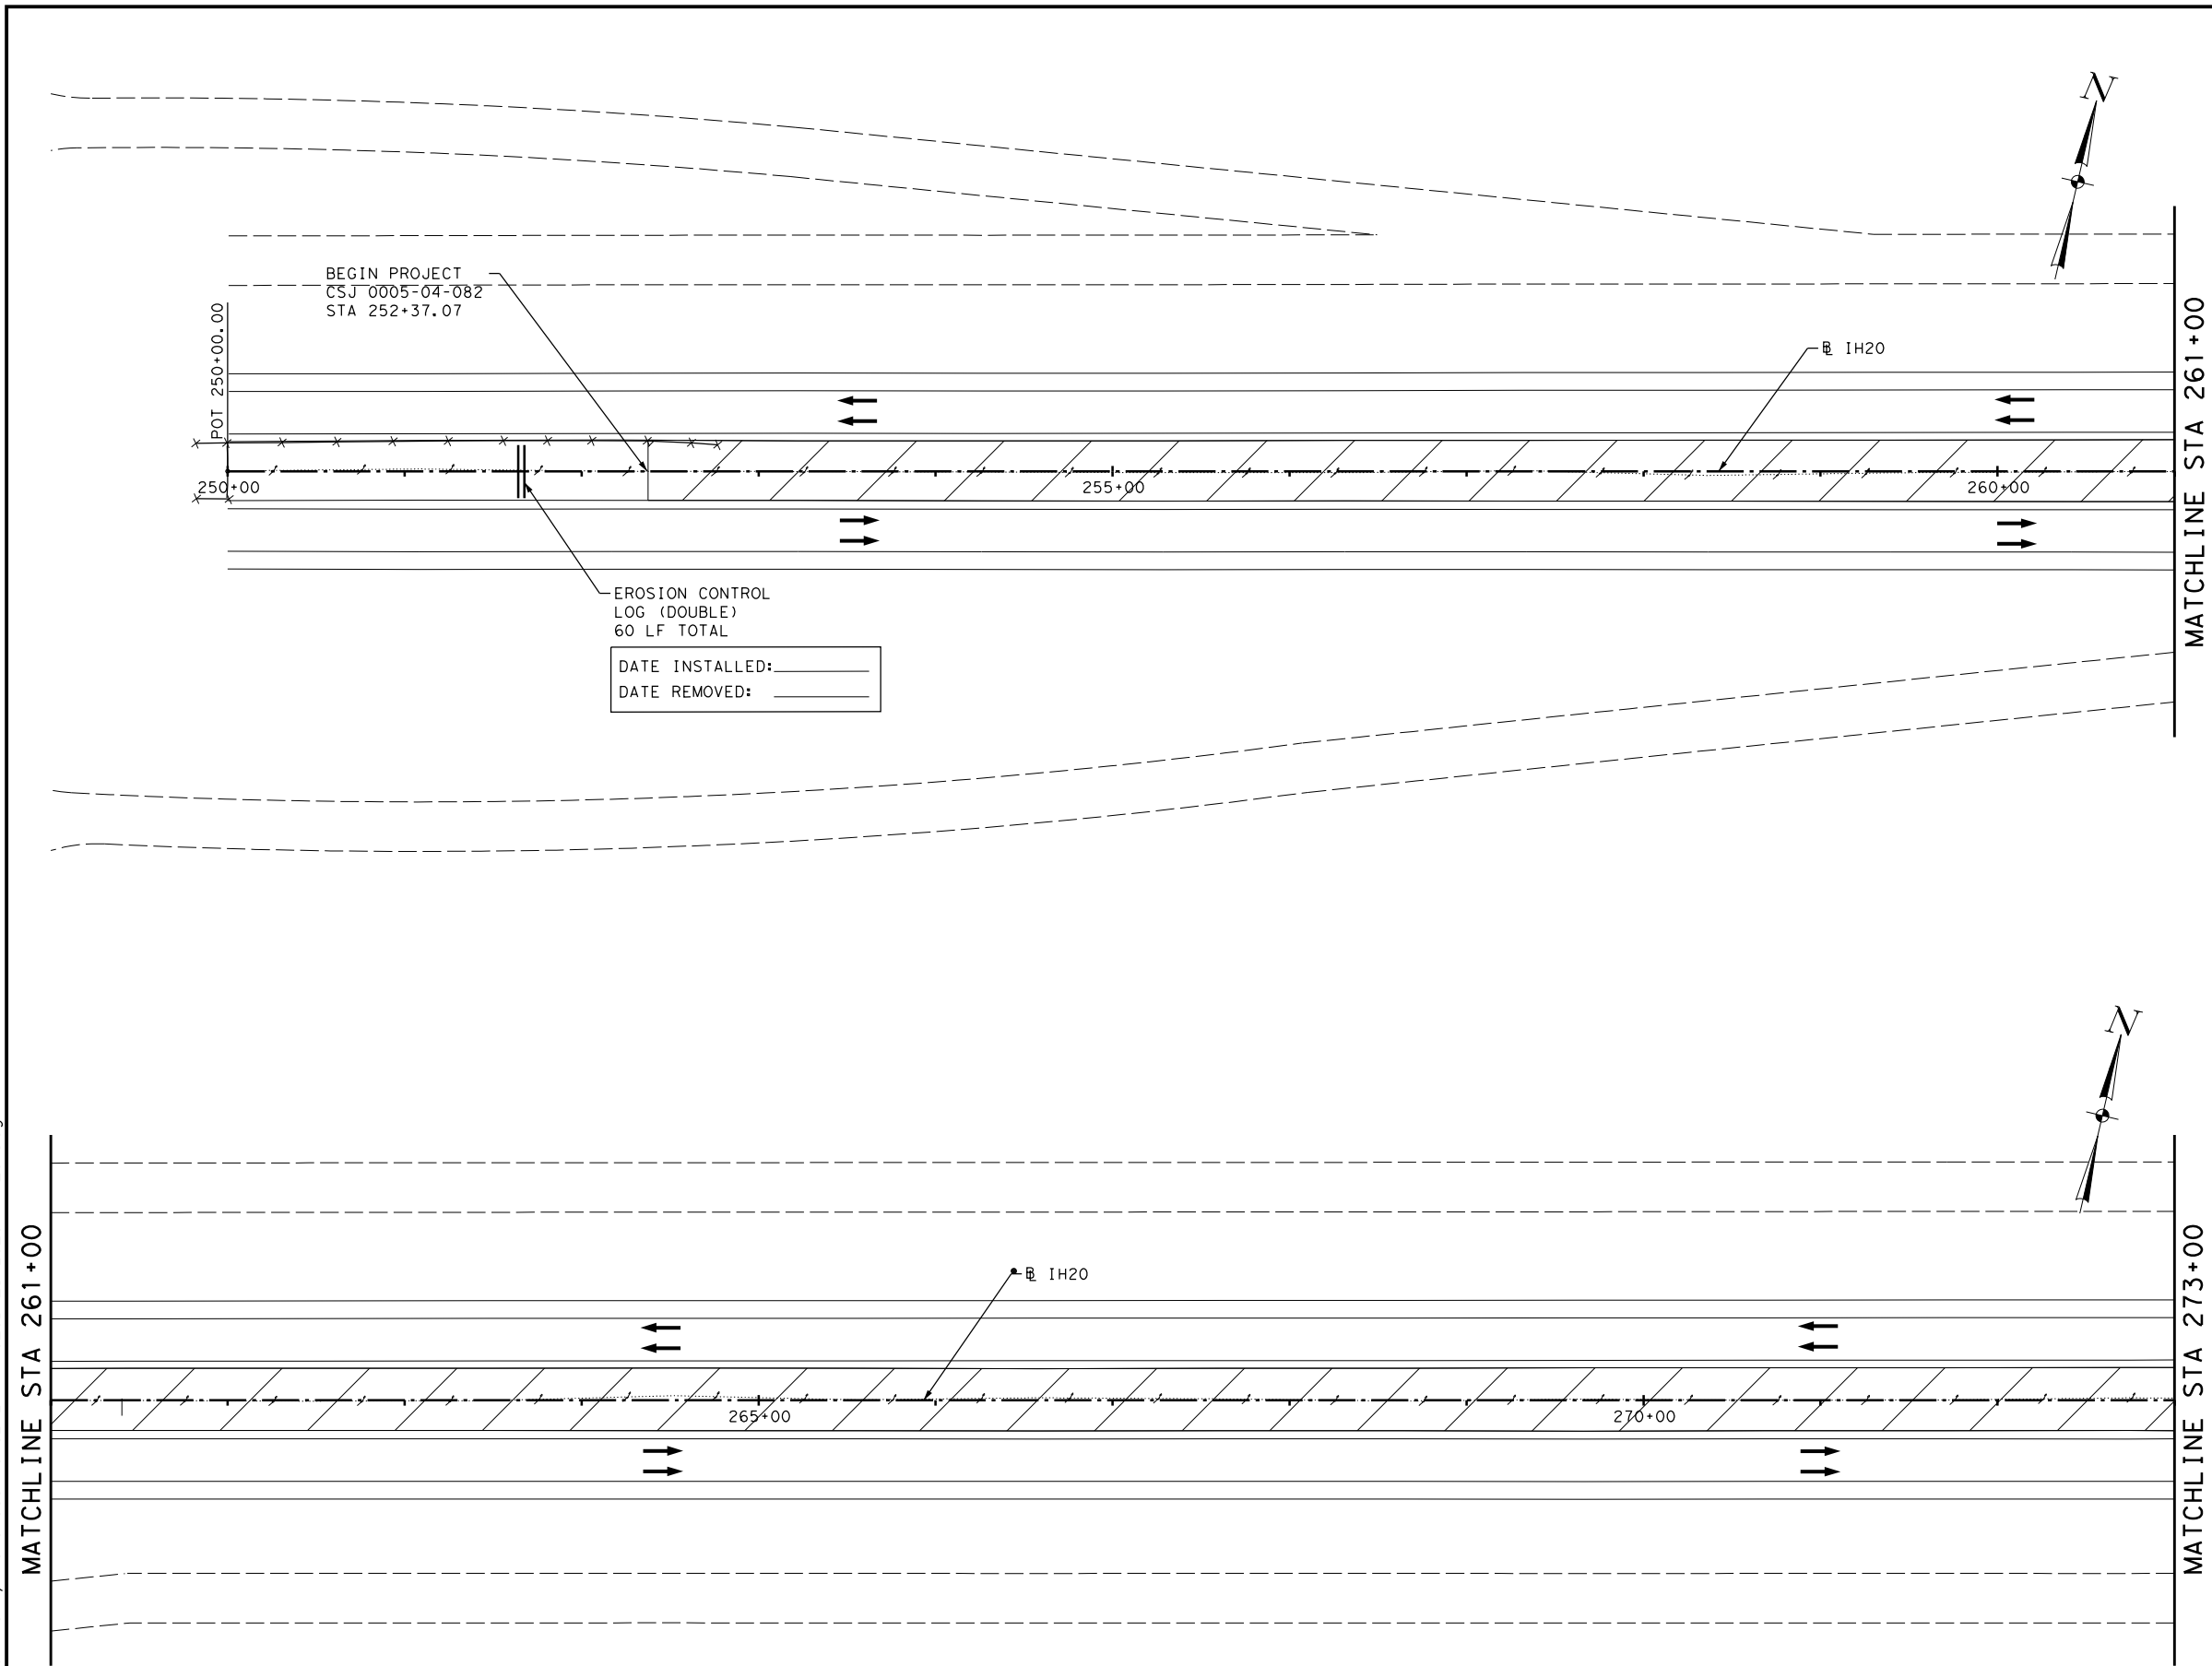 N
BEGIN PROJECT
CSJ 0005-04-082
STA 252+37.07
POT 250+00.00
℄ IH20
MATCHLINE STA 261+00
250+00
255+00
260+00
EROSION CONTROL
LOG (DOUBLE)
60 LF TOTAL
DATE INSTALLED:
DATE REMOVED:
N
MATCHLINE STA 261+00
℄ IH20
MATCHLINE STA 273+00
265+00
270+00